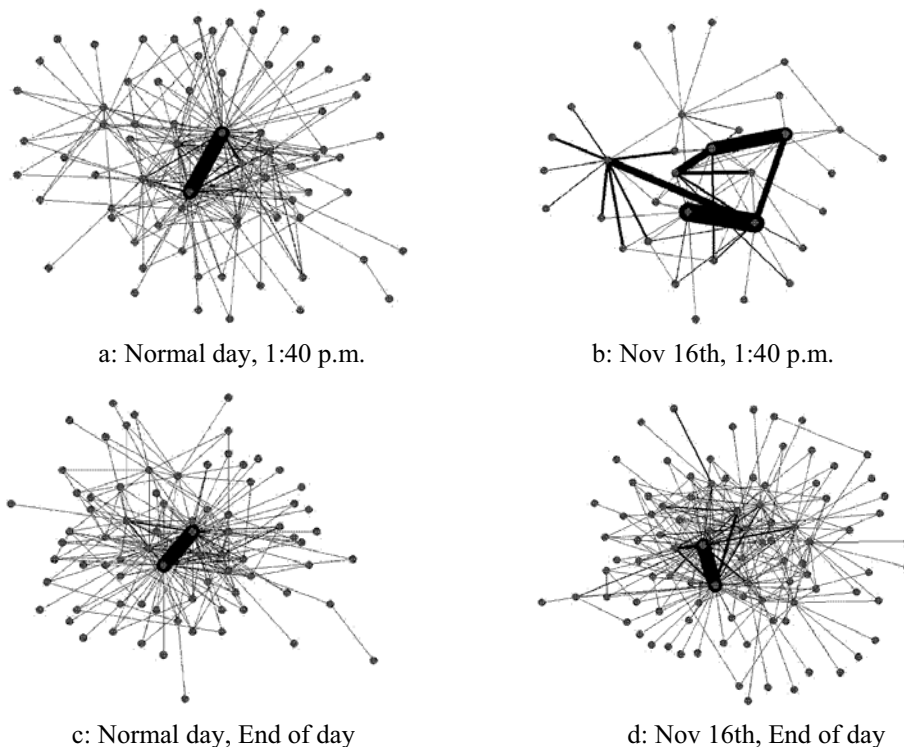 a: Normal day, 1:40 p.m.
b: Nov 16th, 1:40 p.m.
c: Normal day, End of day
d: Nov 16th, End of day